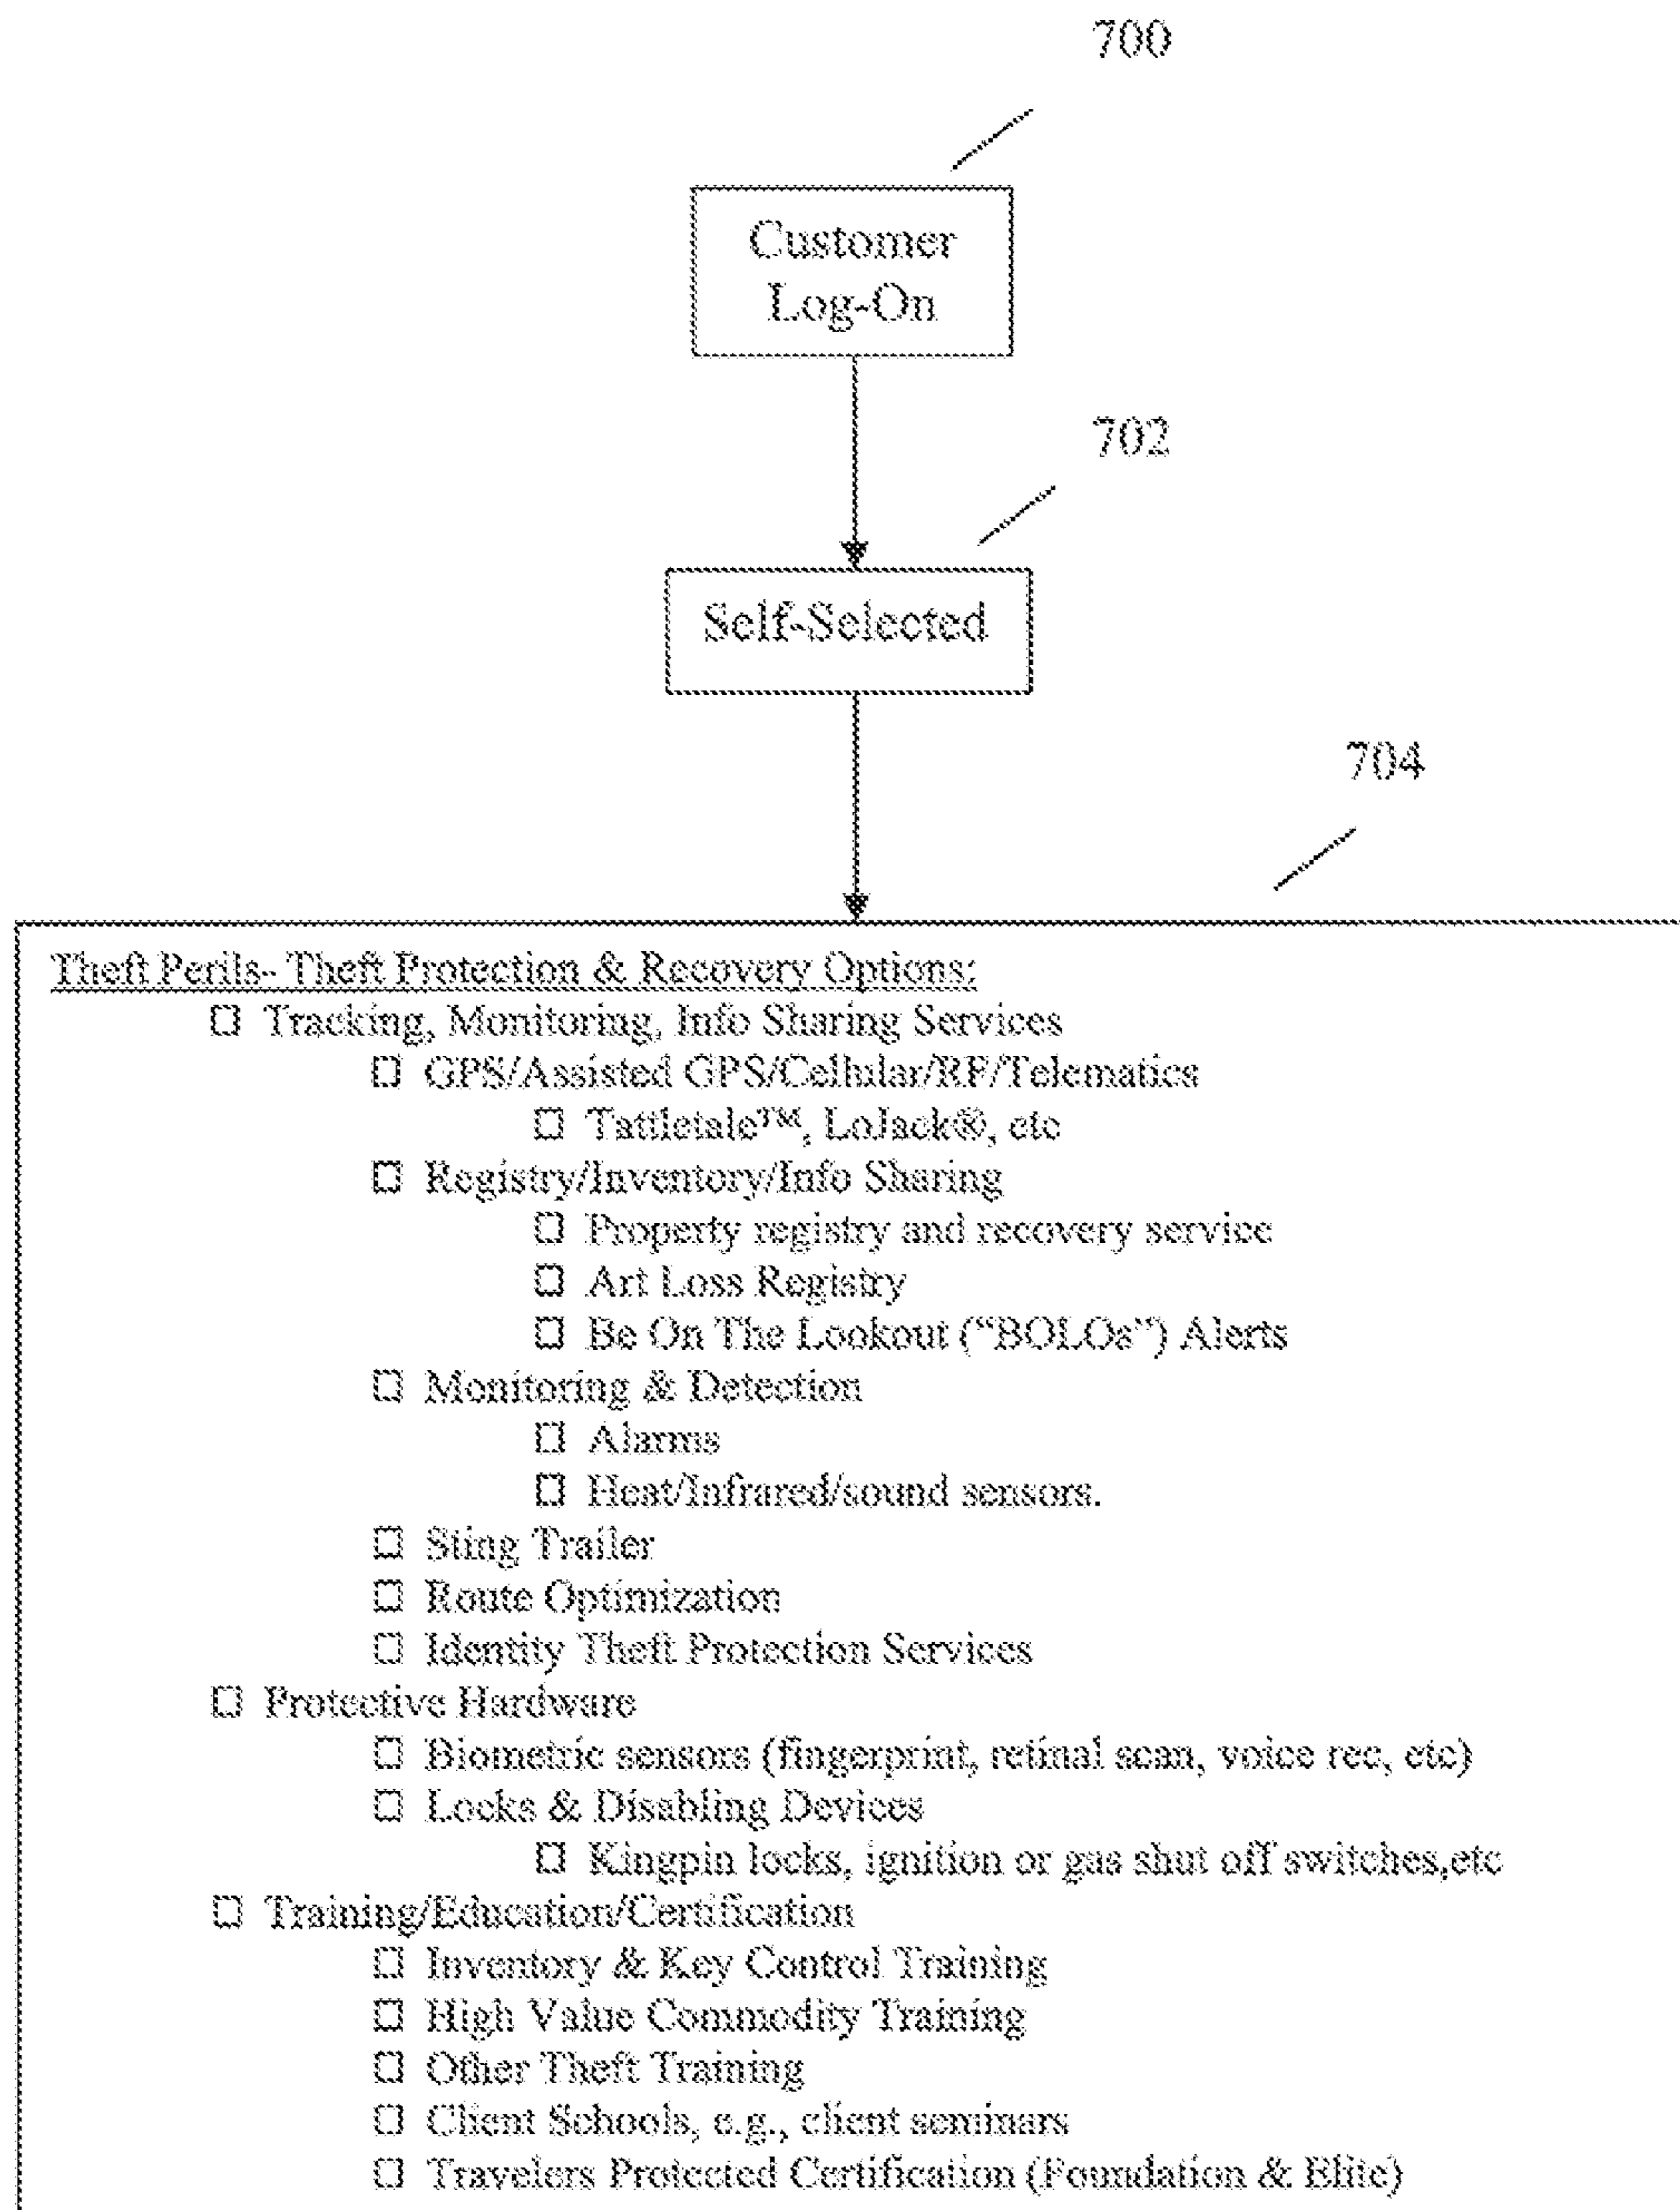 700
Customer
Log-On
702
Self-Selected
704
Theft Perils- Theft Protection & Recovery Options:
☐ Tracking, Monitoring, Info Sharing Services
☐ GPS/Assisted GPS/Cellular/RF/Telematics
☐ Tattletale™, LoJack®, etc
☐ Registry/Inventory/Info Sharing
☐ Property registry and recovery service
☐ Art Loss Registry
☐ Be On The Lookout (“BOLOs”) Alerts
☐ Monitoring & Detection
☐ Alarms
☐ Heat/Infrared/sound sensors.
☐ Sting Trailer
☐ Route Optimization
☐ Identity Theft Protection Services
☐ Protective Hardware
☐ Biometric sensors (fingerprint, retinal scan, voice rec, etc)
☐ Locks & Disabling Devices
☐ Kingpin locks, ignition or gas shut off switches,etc
☐ Training/Education/Certification
☐ Inventory & Key Control Training
☐ High Value Commodity Training
☐ Other Theft Training
☐ Client Schools, e.g., client seminars
☐ Travelers Protected Certification (Foundation & Elite)